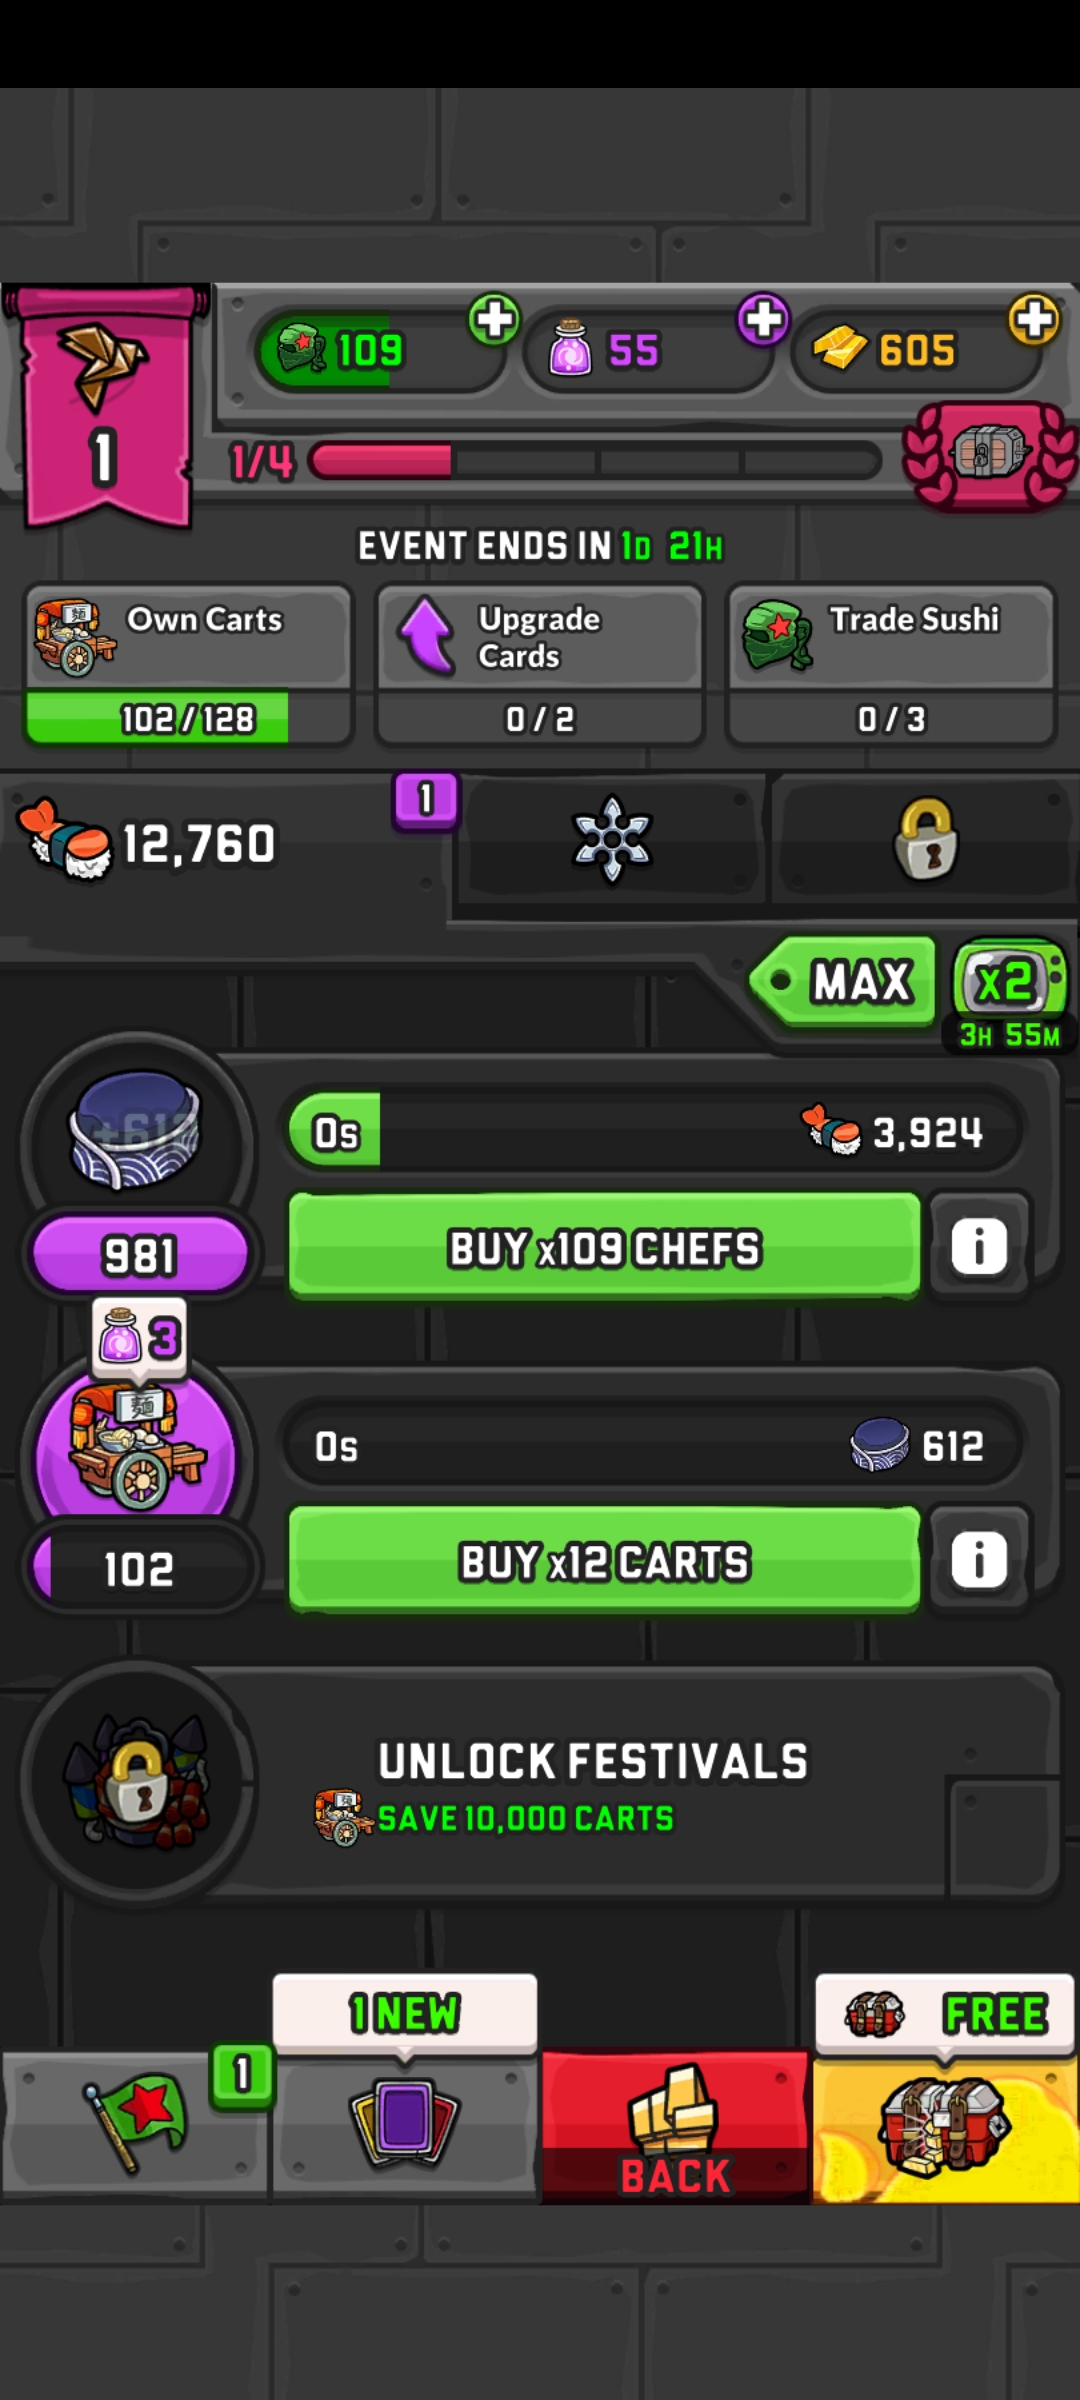 109
55
605
1
1/4
EVENT ENDS IN 1D 21H
Own Carts
102/128
Upgrade
Cards
0/2
Trade Sushi
0/3
12,760
1
MAX
x2
3H 55M
0s
3,924
981
BUY x109 CHEFS
i
3
麺
0s
612
102
BUY x12 CARTS
i
UNLOCK FESTIVALS
SAVE 10,000 CARTS
1 NEW
FREE
1
BACK